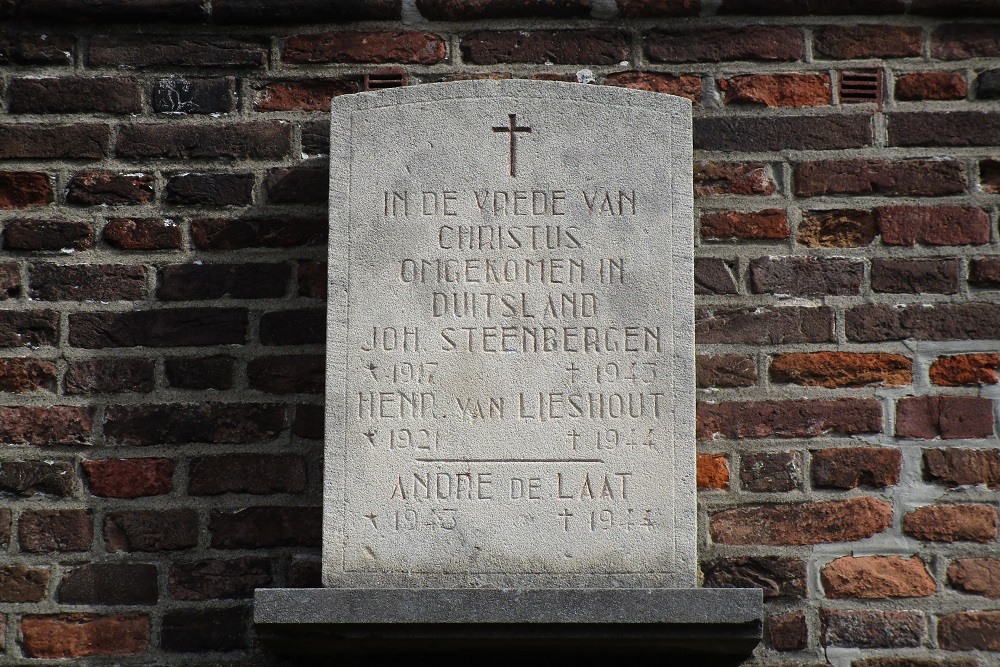 IN DE VREDE VAN
CHRISTUS
OMGEKOMEN IN
DUITSLAND
JOH STEENBERGEN
* 1917 † 1943
HENR. VAN LIESHOUT
* 1921 † 1944
ANDRE DE LAAT
* 1943 † 1944